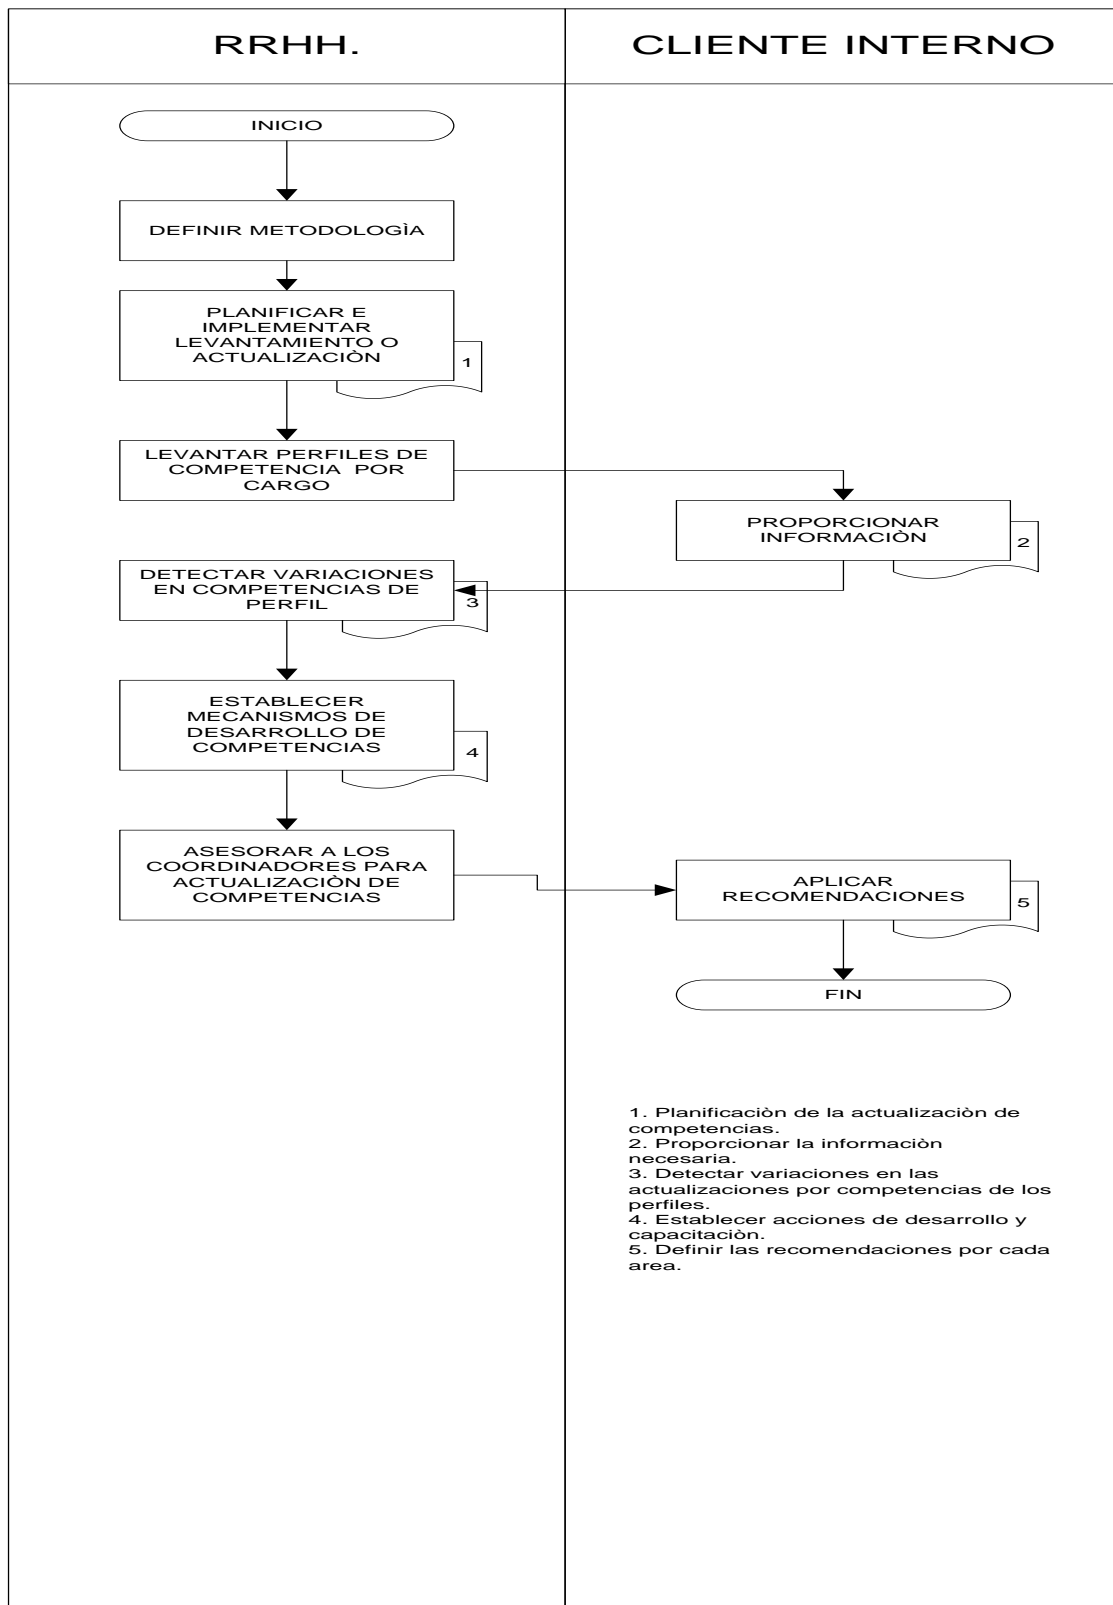 RRHH.
CLIENTE INTERNO
INICIO
DEFINIR METODOLOGÌA
PLANIFICAR E
IMPLEMENTAR
LEVANTAMIENTO O
ACTUALIZACIÒN
1
LEVANTAR PERFILES DE
COMPETENCIA POR
CARGO
PROPORCIONAR
INFORMACIÒN
2
DETECTAR VARIACIONES
EN COMPETENCIAS DE
PERFIL
3
ESTABLECER
MECANISMOS DE
DESARROLLO DE
COMPETENCIAS
4
ASESORAR A LOS
COORDINADORES PARA
ACTUALIZACIÒN DE
COMPETENCIAS
APLICAR
RECOMENDACIONES
5
FIN
1. Planificaciòn de la actualizaciòn de
competencias.
2. Proporcionar la informaciòn
necesaria.
3. Detectar variaciones en las
actualizaciones por competencias de los
perfiles.
4. Establecer acciones de desarrollo y
capacitaciòn.
5. Definir las recomendaciones por cada
area.